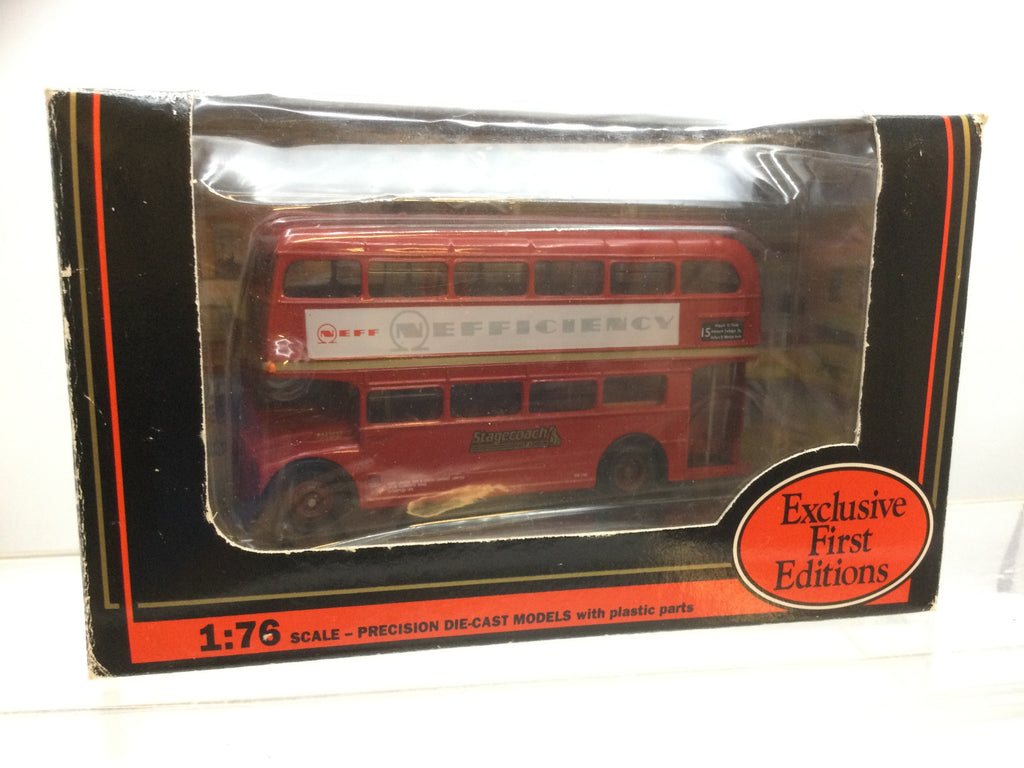 NEFF NEFFICIENCY
15
Stagecoach
Exclusive
First
Editions
1:76 SCALE – PRECISION DIE-CAST MODELS with plastic parts